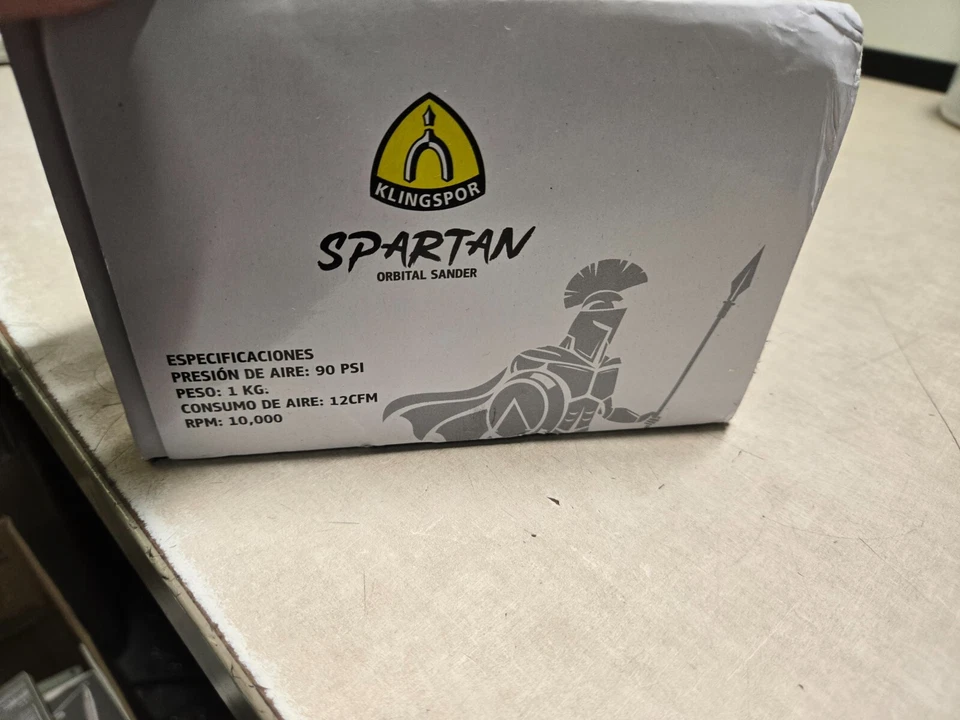 KLINGSPOR
SPARTAN
ORBITAL SANDER
ESPECIFICACIONES
PRESIÓN DE AIRE: 90 PSI
PESO: 1 KG.
CONSUMO DE AIRE: 12CFM
RPM: 10,000